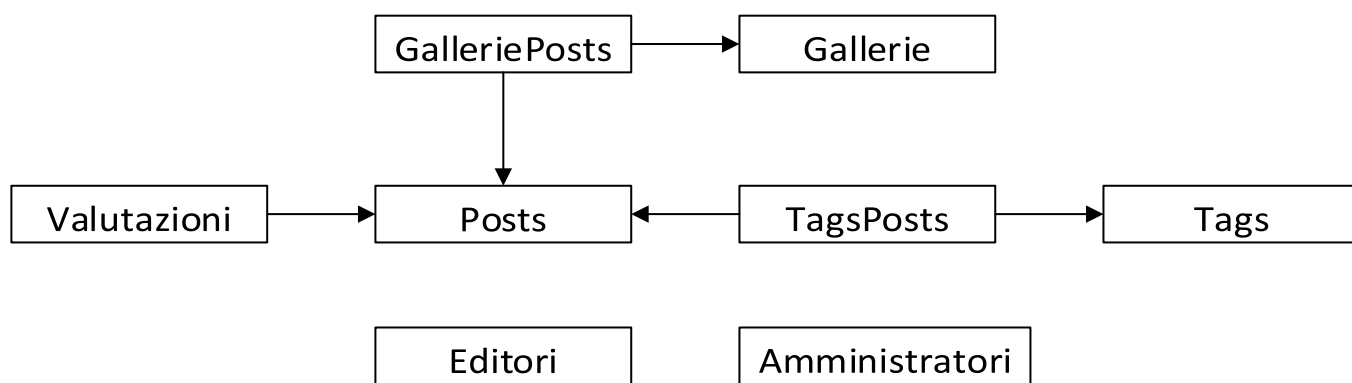 GalleriePosts
Gallerie
Valutazioni
Posts
TagsPosts
Tags
Editori
Amministratori